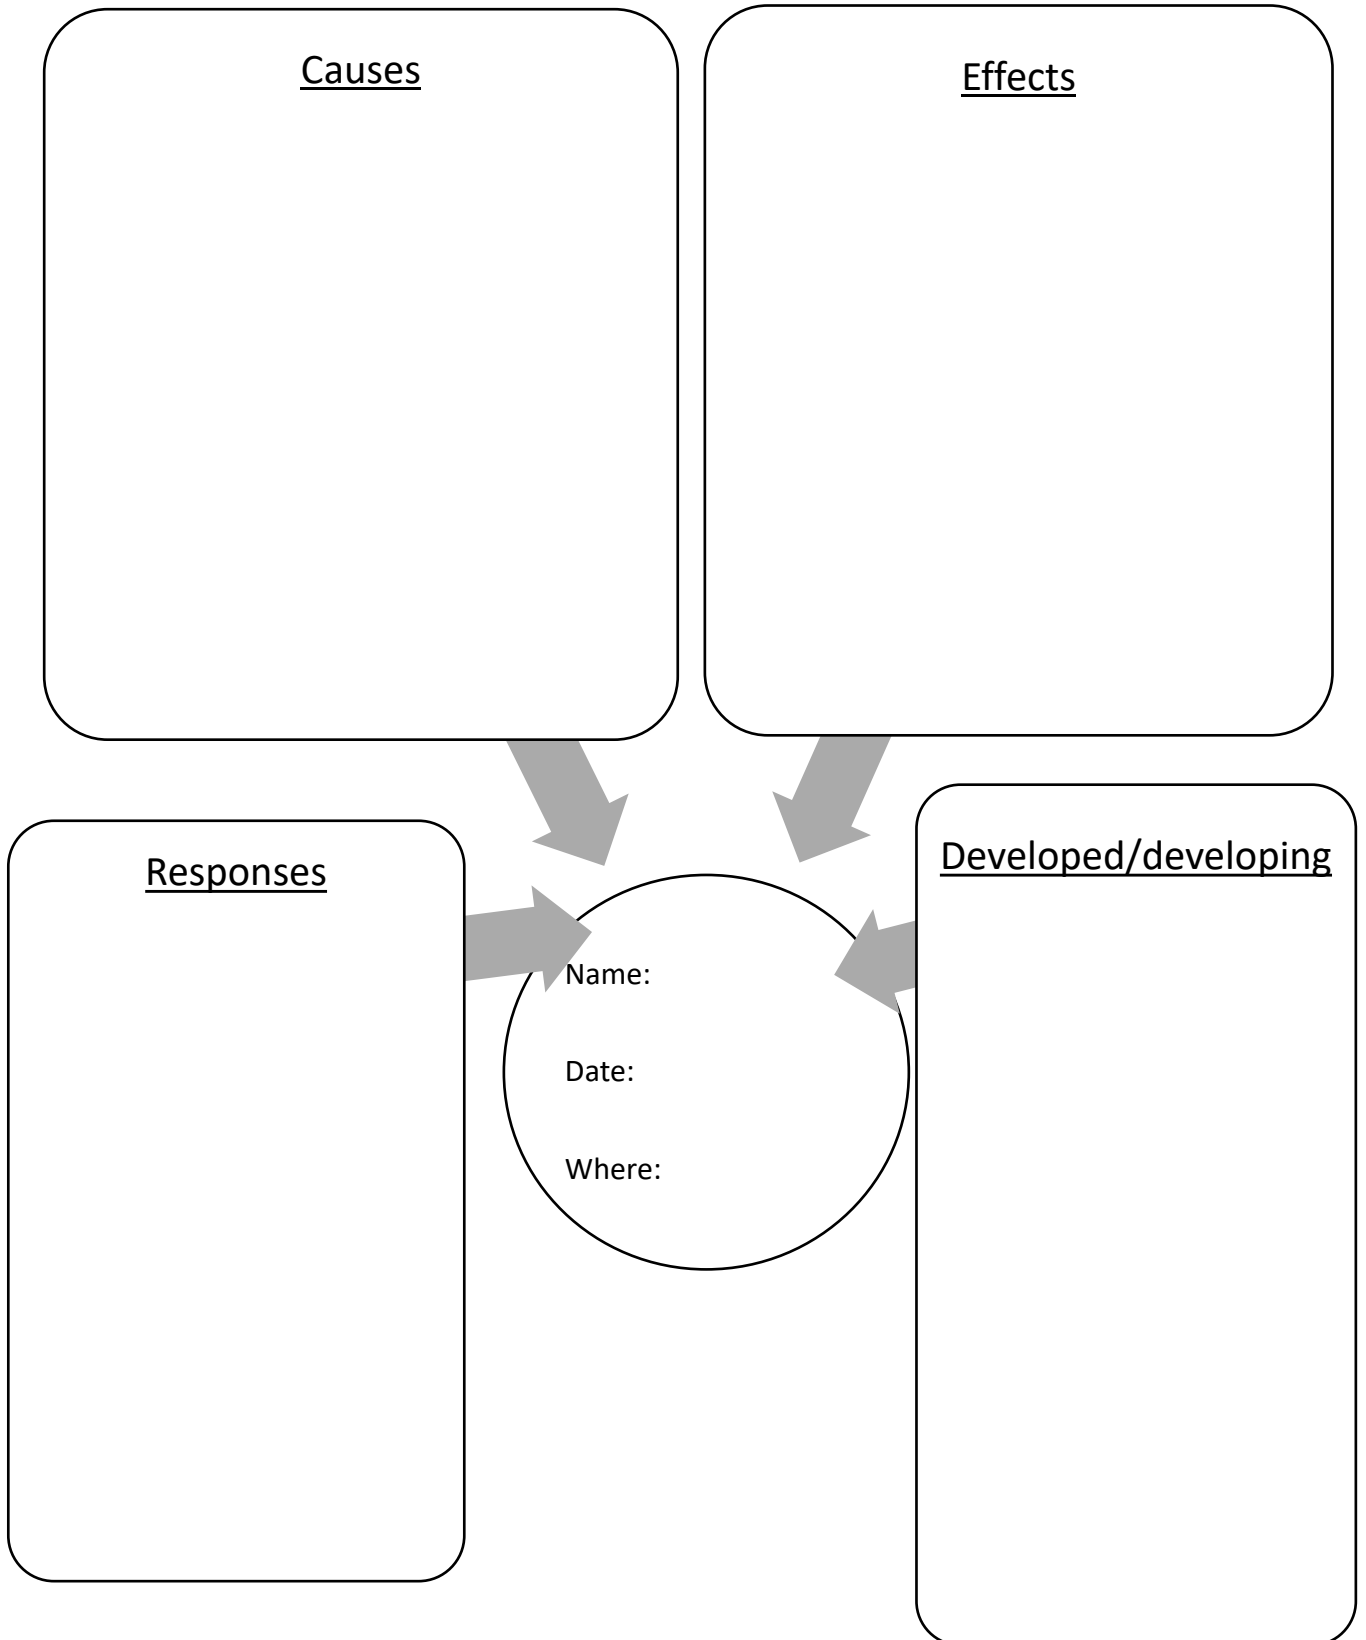 Causes
Effects
Responses
Developed/developing
Name:
Date:
Where: